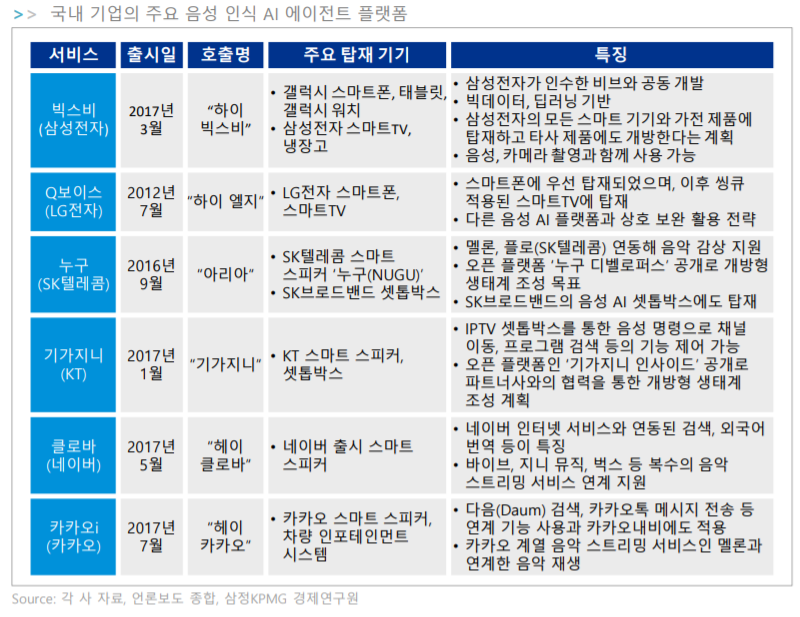 >> 국내 기업의 주요 음성 인식 AI 에이전트 플랫폼
서비스 출시일 호출명 주요 탑재 기기 특징
빅스비
(삼성전자)
2017년
3월
“하이
빅스비”
• 갤럭시 스마트폰, 태블릿,
갤럭시 워치
• 삼성전자 스마트TV,
냉장고
• 삼성전자가 인수한 비브와 공동 개발
• 빅데이터, 딥러닝 기반
• 삼성전자의 모든 스마트 기기와 가전 제품에
탑재하고 타사 제품에도 개방한다는 계획
• 음성, 카메라 촬영과 함께 사용 가능
Q보이스
(LG전자)
2012년
7월
“하이 엘지”
• LG전자 스마트폰,
스마트TV
• 스마트폰에 우선 탑재되었으며, 이후 씽큐
적용된 스마트TV에 탑재
• 다른 음성 AI 플랫폼과 상호 보완 활용 전략
누구
(SK텔레콤)
2016년
9월
“아리아”
• SK텔레콤 스마트
스피커 ‘누구(NUGU)’
• SK브로드밴드 셋톱박스
• 멜론, 플로(SK텔레콤) 연동해 음악 감상 지원
• 오픈 플랫폼 ‘누구 디벨로퍼스’ 공개로 개방형
생태계 조성 목표
• SK브로드밴드의 음성 AI 셋톱박스에도 탑재
기가지니
(KT)
2017년
1월
“기가지니”
• KT 스마트 스피커,
셋톱박스
• IPTV 셋톱박스를 통한 음성 명령으로 채널
이동, 프로그램 검색 등의 기능 제어 가능
• 오픈 플랫폼인 ‘기가지니 인사이드’ 공개로
파트너사와의 협력을 통한 개방형 생태계
조성 계획
클로바
(네이버)
2017년
5월
“헤이
클로바”
• 네이버 출시 스마트
스피커
• 네이버 인터넷 서비스와 연동된 검색, 외국어
번역 등이 특징
• 바이브, 지니 뮤직, 벅스 등 복수의 음악
스트리밍 서비스 연계 지원
카카오i
(카카오)
2017년
7월
“헤이
카카오”
• 카카오 스마트 스피커,
차량 인포테인먼트
시스템
• 다음(Daum) 검색, 카카오톡 메시지 전송 등
연계 기능 사용과 카카오내비에도 적용
• 카카오 계열 음악 스트리밍 서비스인 멜론과
연계한 음악 재생
Source: 각 사 자료, 언론보도 종합, 삼정KPMG 경제연구원